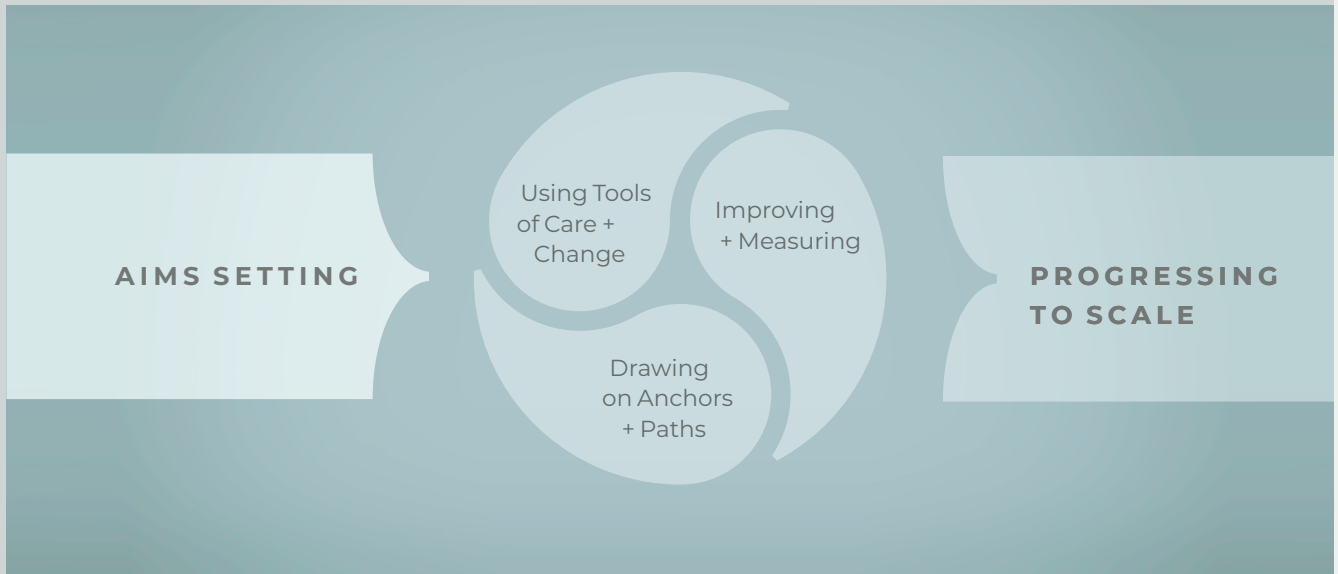 AIMS SETTING
Using Tools
of Care +
Change
Improving
+ Measuring
Drawing
on Anchors
+ Paths
PROGRESSING
TO SCALE